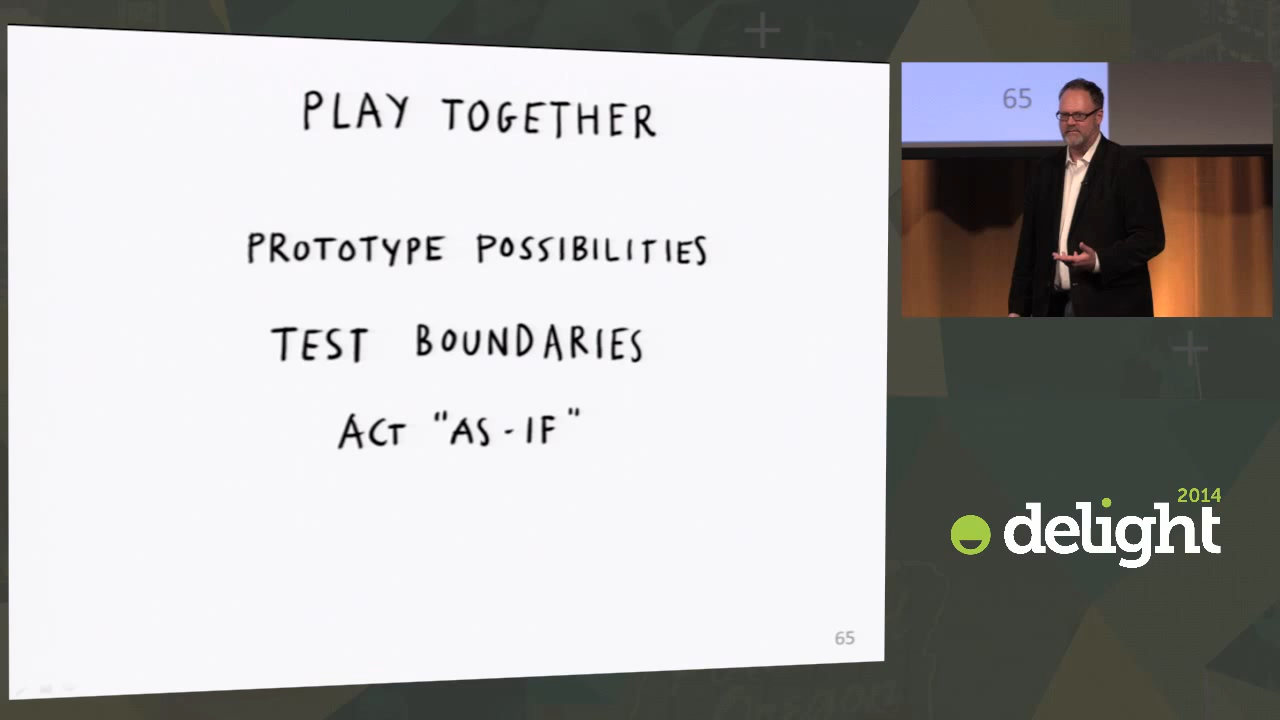 PLAY TOGETHER
PROTOTYPE POSSIBILITIES
TEST BOUNDARIES
ACT "AS-IF"
65
65
2014
delight